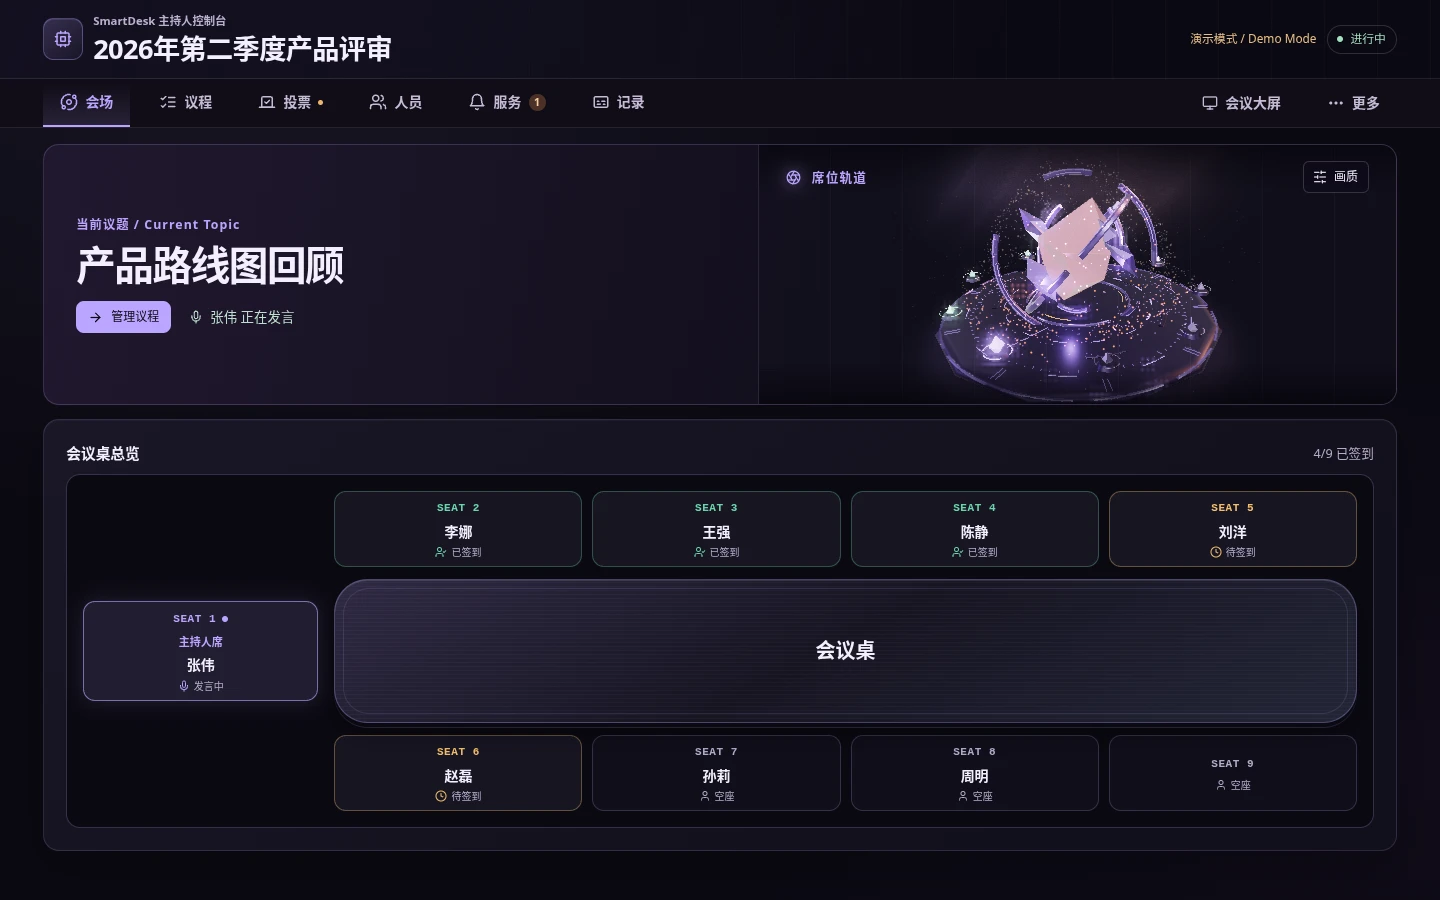 SmartDesk 主持人控制台
2026年第二季度产品评审
演示模式 / Demo Mode
进行中
会场
议程
投票
人员
服务 1
记录
会议大屏
更多
当前议题 / Current Topic
产品路线图回顾
管理议程
张伟 正在发言
席位轨道
画质
会议桌总览
4/9 已签到
SEAT 2
李娜
已签到
SEAT 3
王强
已签到
SEAT 4
陈静
已签到
SEAT 5
刘洋
待签到
SEAT 1
主持人席
张伟
发言中
会议桌
SEAT 6
赵磊
待签到
SEAT 7
孙莉
空座
SEAT 8
周明
空座
SEAT 9
空座